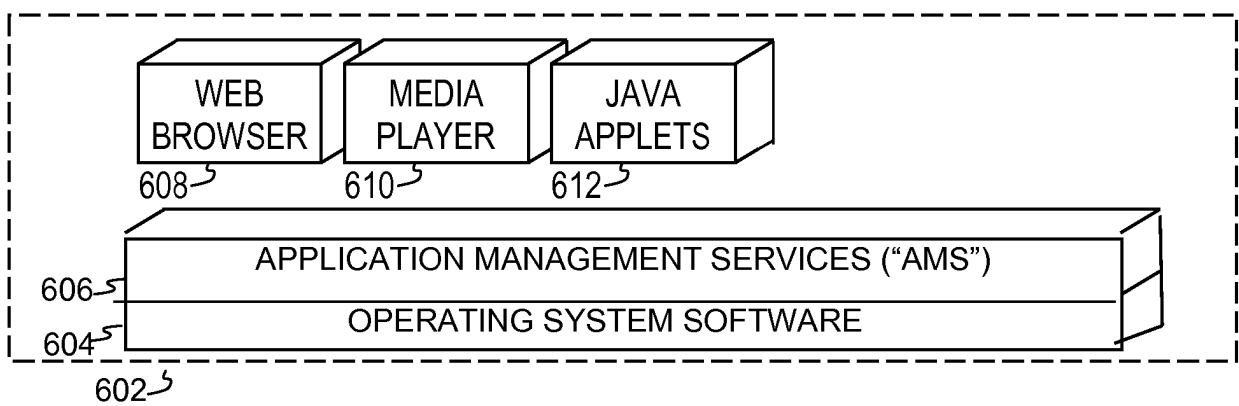 WEB
BROWSER
MEDIA
PLAYER
JAVA
APPLETS
608
610
612
APPLICATION MANAGEMENT SERVICES (“AMS”)
606
OPERATING SYSTEM SOFTWARE
604
602